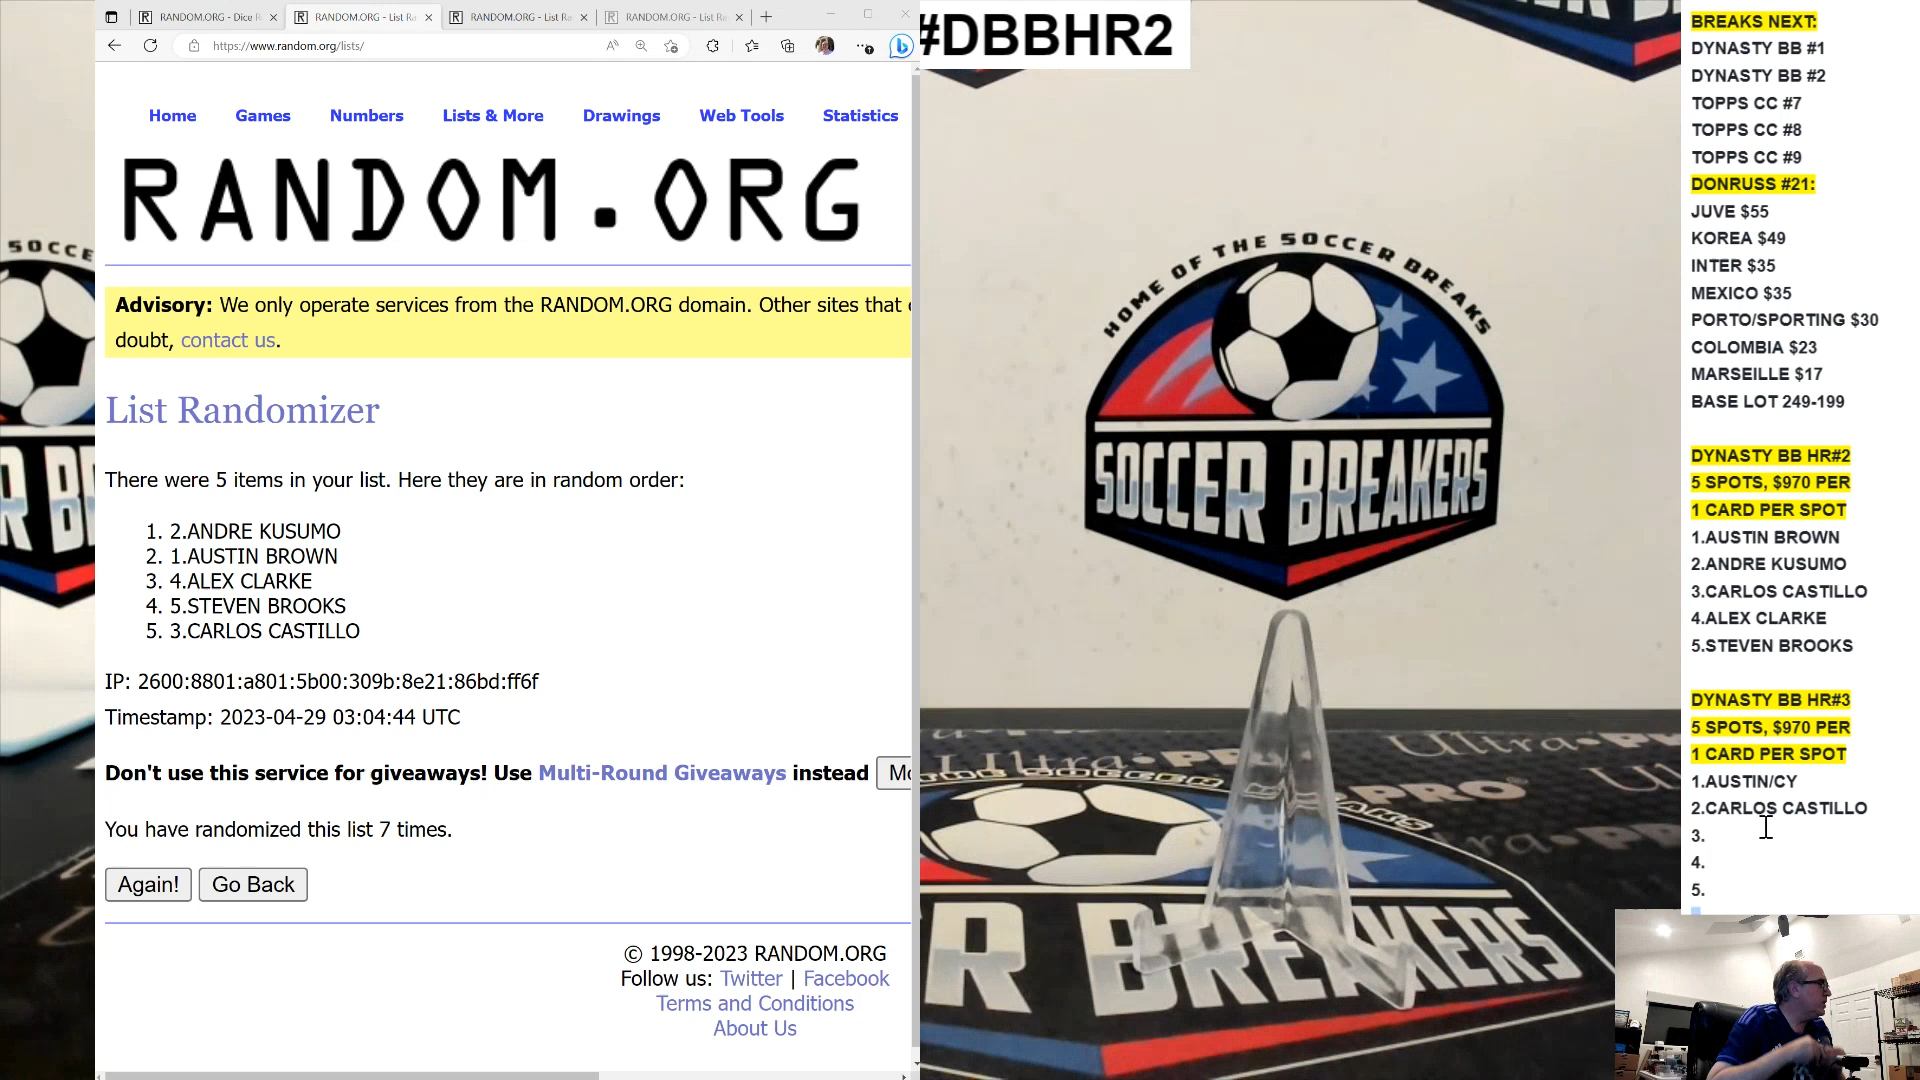 RANDOM.ORG - Dice R
RANDOM.ORG - List Ra
RANDOM.ORG - List Ra
RANDOM.ORG - List Ra
https://www.random.org/lists/
Home Games Numbers Lists & More Drawings Web Tools Statistics
RANDOM.ORG
Advisory: We only operate services from the RANDOM.ORG domain. Other sites that
doubt, contact us.
List Randomizer
There were 5 items in your list. Here they are in random order:
1. 2.ANDRE KUSUMO
2. 1.AUSTIN BROWN
3. 4.ALEX CLARKE
4. 5.STEVEN BROOKS
5. 3.CARLOS CASTILLO
IP: 2600:8801:a801:5b00:309b:8e21:86bd:ff6f
Timestamp: 2023-04-29 03:04:44 UTC
Don't use this service for giveaways! Use Multi-Round Giveaways instead
You have randomized this list 7 times.
Again! Go Back
© 1998-2023 RANDOM.ORG
Follow us: Twitter | Facebook
Terms and Conditions
About Us
#DBBHR2
HOME OF THE SOCCER BREAKS
SOCCER BREAKERS
Ultra•PRO
R BREAKERS
BREAKS NEXT:
DYNASTY BB #1
DYNASTY BB #2
TOPPS CC #7
TOPPS CC #8
TOPPS CC #9
DONRUSS #21:
JUVE $55
KOREA $49
INTER $35
MEXICO $35
PORTO/SPORTING $30
COLOMBIA $23
MARSEILLE $17
BASE LOT 249-199
DYNASTY BB HR#2
5 SPOTS, $970 PER
1 CARD PER SPOT
1.AUSTIN BROWN
2.ANDRE KUSUMO
3.CARLOS CASTILLO
4.ALEX CLARKE
5.STEVEN BROOKS
DYNASTY BB HR#3
5 SPOTS, $970 PER
1 CARD PER SPOT
1.AUSTIN/CY
2.CARLOS CASTILLO
3.
4.
5.